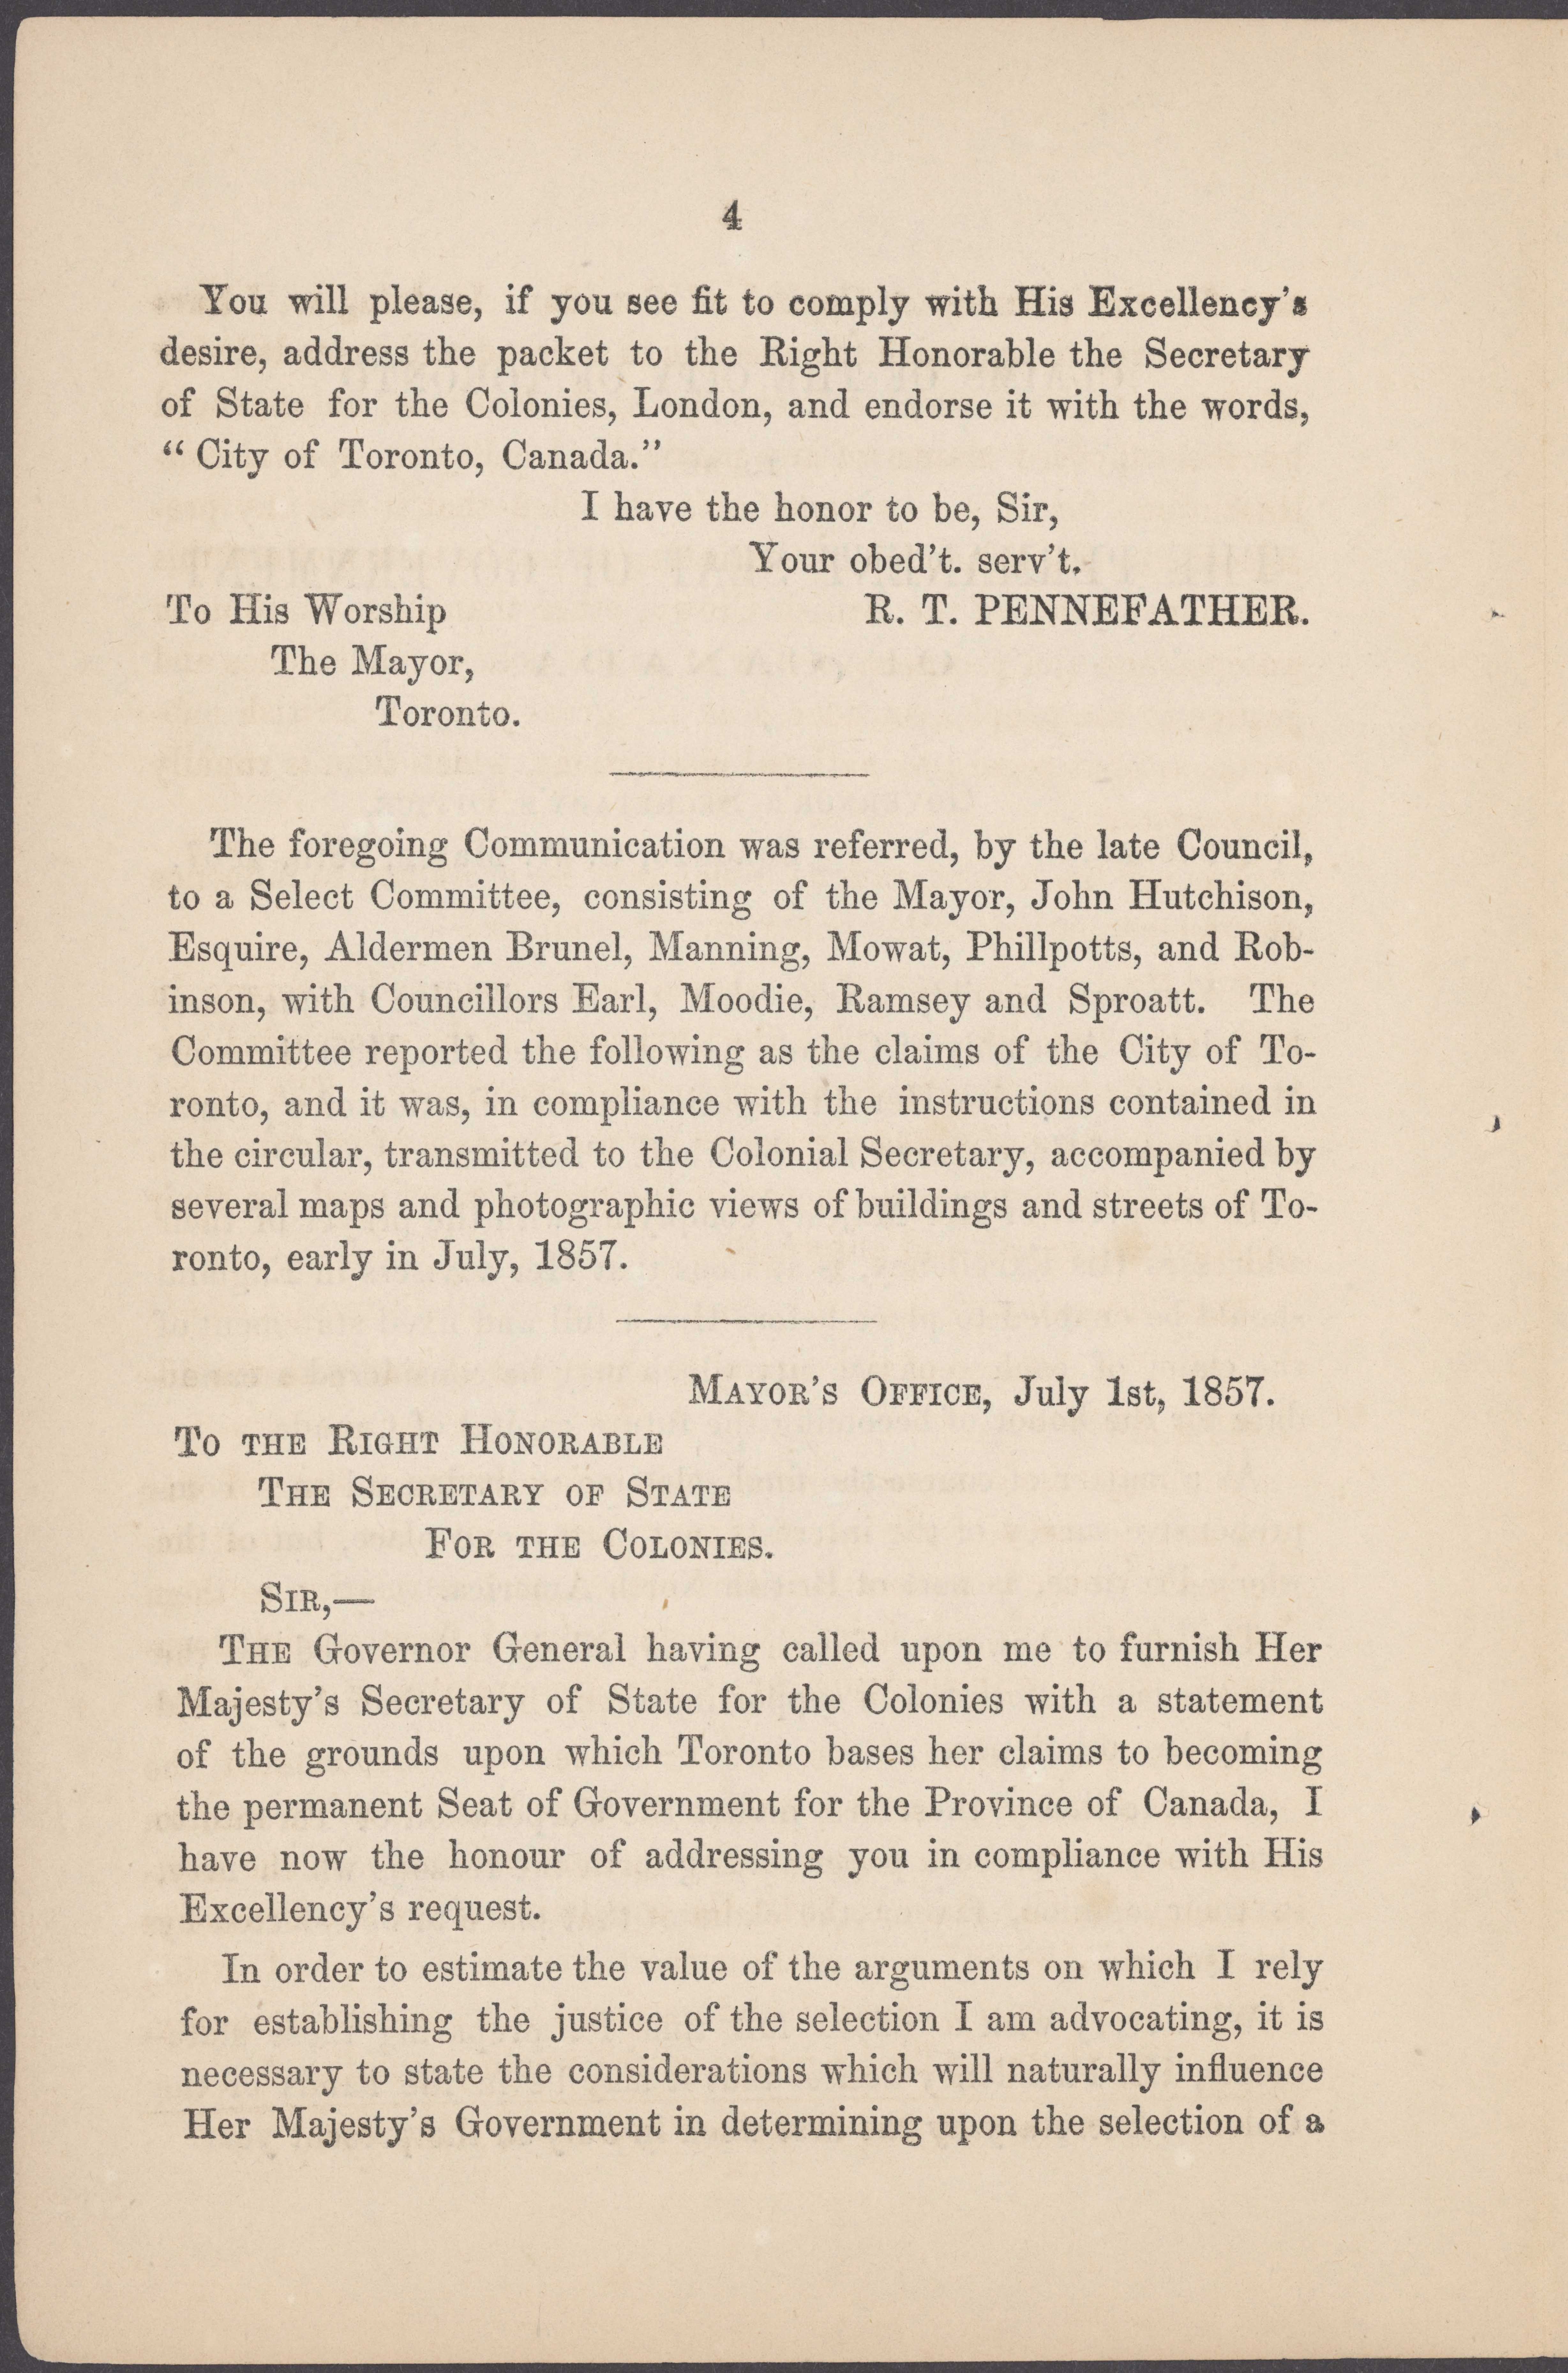 4
You will please, if you see fit to comply with His Excellency's
desire, address the packet to the Right Honorable the Secretary
of State for the Colonies, London, and endorse it with the words,
“ City of Toronto, Canada.”
I have the honor to be, Sir,
Your obed't. serv't.
To His Worship R. T. PENNEFATHER.
The Mayor,
Toronto.
The foregoing Communication was referred, by the late Council,
to a Select Committee, consisting of the Mayor, John Hutchison,
Esquire, Aldermen Brunel, Manning, Mowat, Phillpotts, and Rob-
inson, with Councillors Earl, Moodie, Ramsey and Sproatt. The
Committee reported the following as the claims of the City of To-
ronto, and it was, in compliance with the instructions contained in
the circular, transmitted to the Colonial Secretary, accompanied by
several maps and photographic views of buildings and streets of To-
ronto, early in July, 1857.
MAYOR'S OFFICE, July 1st, 1857.
TO THE RIGHT HONORABLE
THE SECRETARY OF STATE
FOR THE COLONIES.
SIR,—
THE Governor General having called upon me to furnish Her
Majesty's Secretary of State for the Colonies with a statement
of the grounds upon which Toronto bases her claims to becoming
the permanent Seat of Government for the Province of Canada, I
have now the honour of addressing you in compliance with His
Excellency's request.
In order to estimate the value of the arguments on which I rely
for establishing the justice of the selection I am advocating, it is
necessary to state the considerations which will naturally influence
Her Majesty's Government in determining upon the selection of a